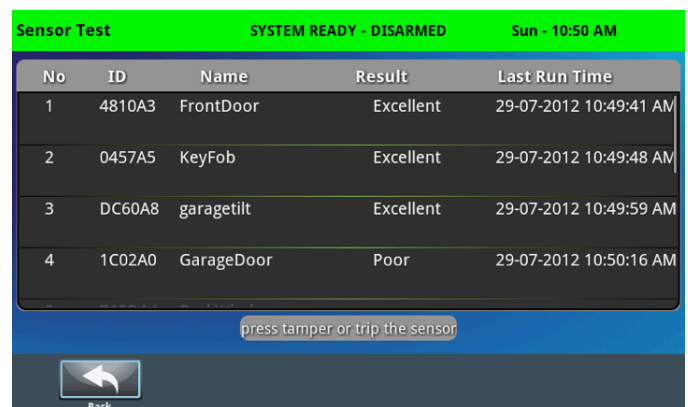 Sensor Test SYSTEM READY - DISARMED Sun - 10:50 AM
No ID Name Result Last Run Time
1 4810A3 FrontDoor Excellent 29-07-2012 10:49:41 AM
2 0457A5 KeyFob Excellent 29-07-2012 10:49:48 AM
3 DC60A8 garagetilt Excellent 29-07-2012 10:49:59 AM
4 1C02A0 GarageDoor Poor 29-07-2012 10:50:16 AM
press tamper or trip the sensor
Back